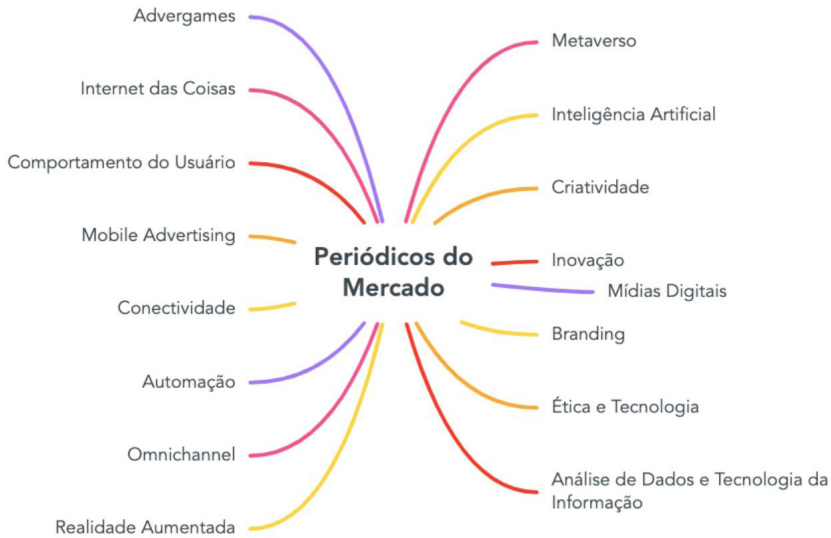 Advergames
Internet das Coisas
Comportamento do Usuário
Mobile Advertising
Conectividade
Automação
Omnichannel
Realidade Aumentada
Periódicos do
Mercado
Metaverso
Inteligência Artificial
Criatividade
Inovação
Mídias Digitais
Branding
Ética e Tecnologia
Análise de Dados e Tecnologia da
Informação